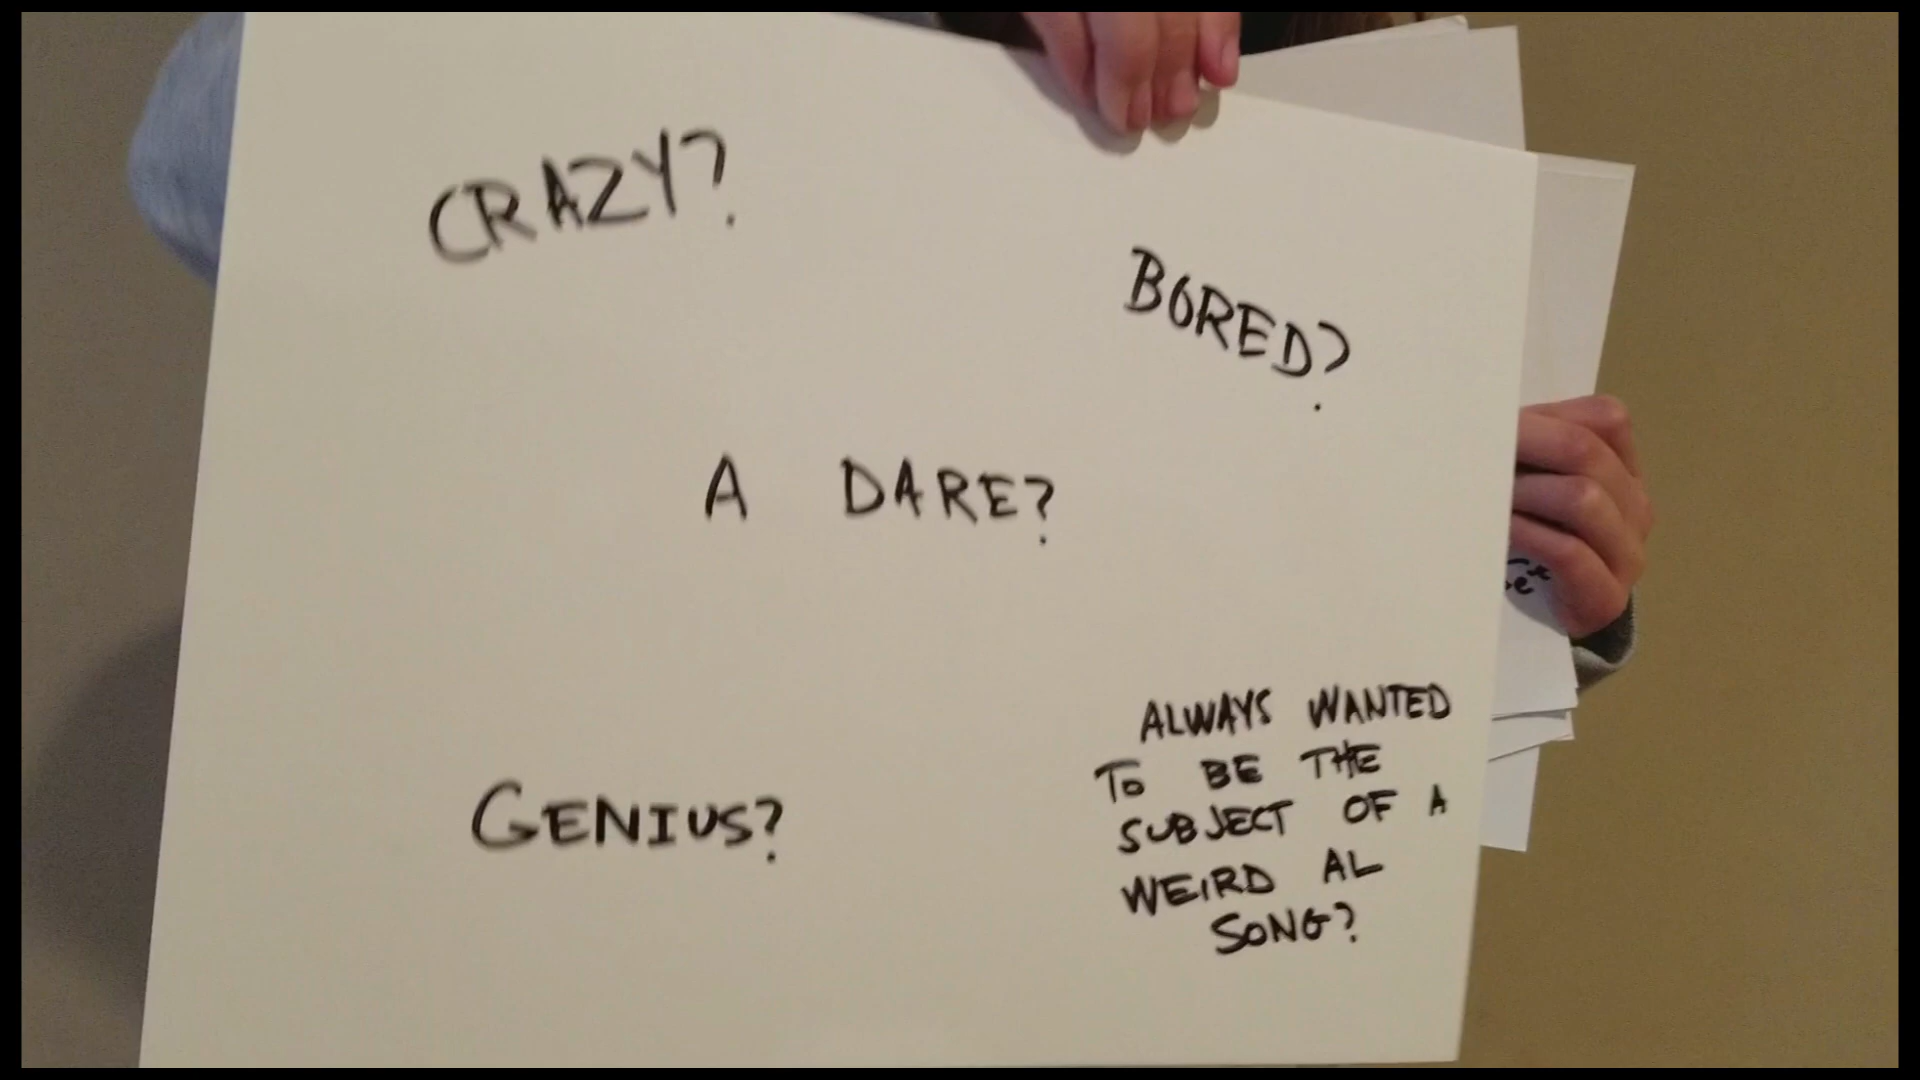 CRAZY?
BORED?
A DARE?
GENIUS?
ALWAYS WANTED
TO BE THE
SUBJECT OF A
WEIRD AL
SONG?